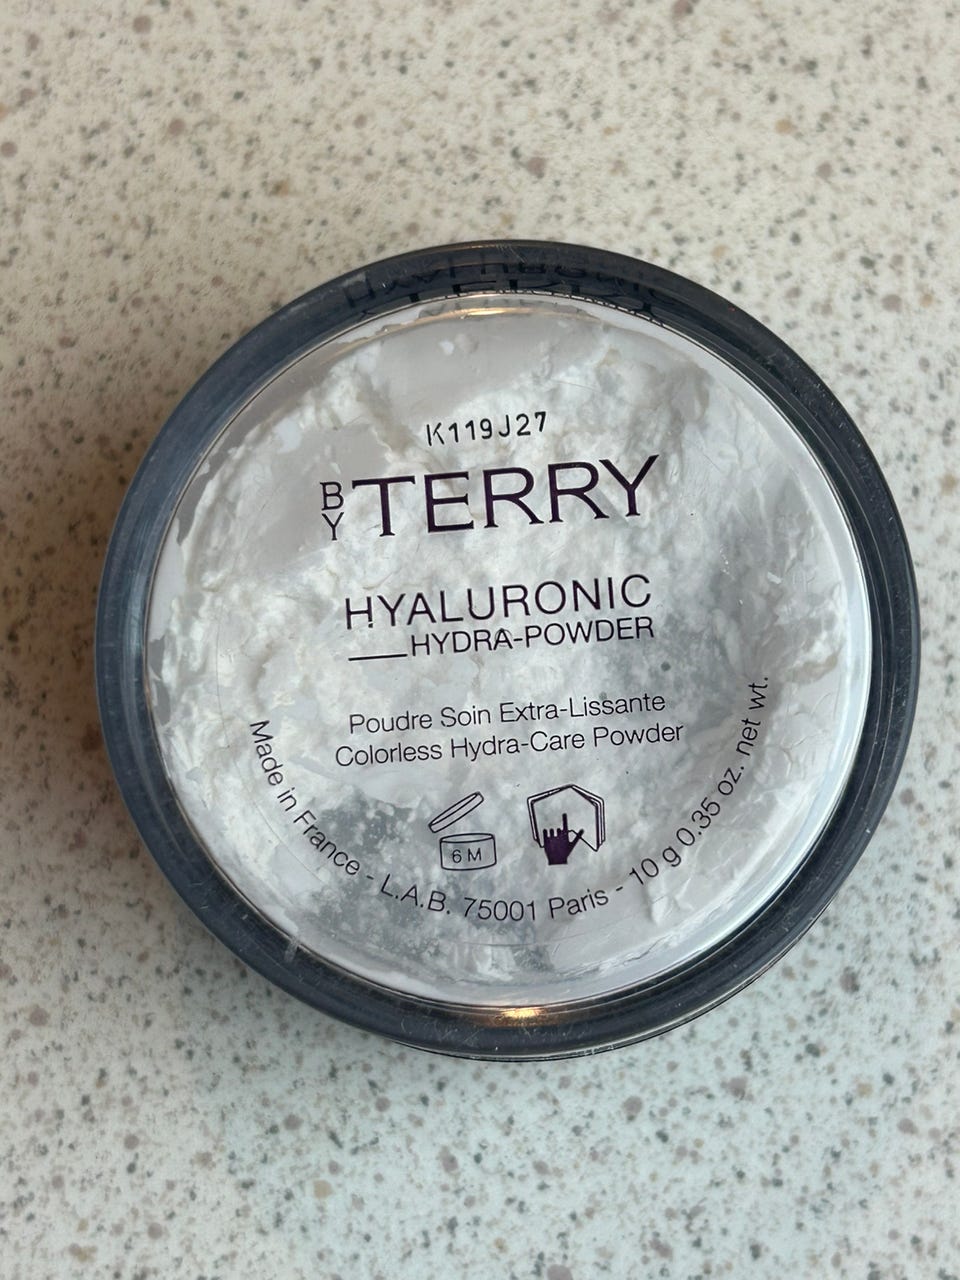 K119J27
BY TERRY
HYALURONIC
HYDRA-POWDER
Poudre Soin Extra-Lissante
Colorless Hydra-Care Powder
6 M
Made in France - L.A.B. 75001 Paris - 10 g 0.35 oz. net wt.